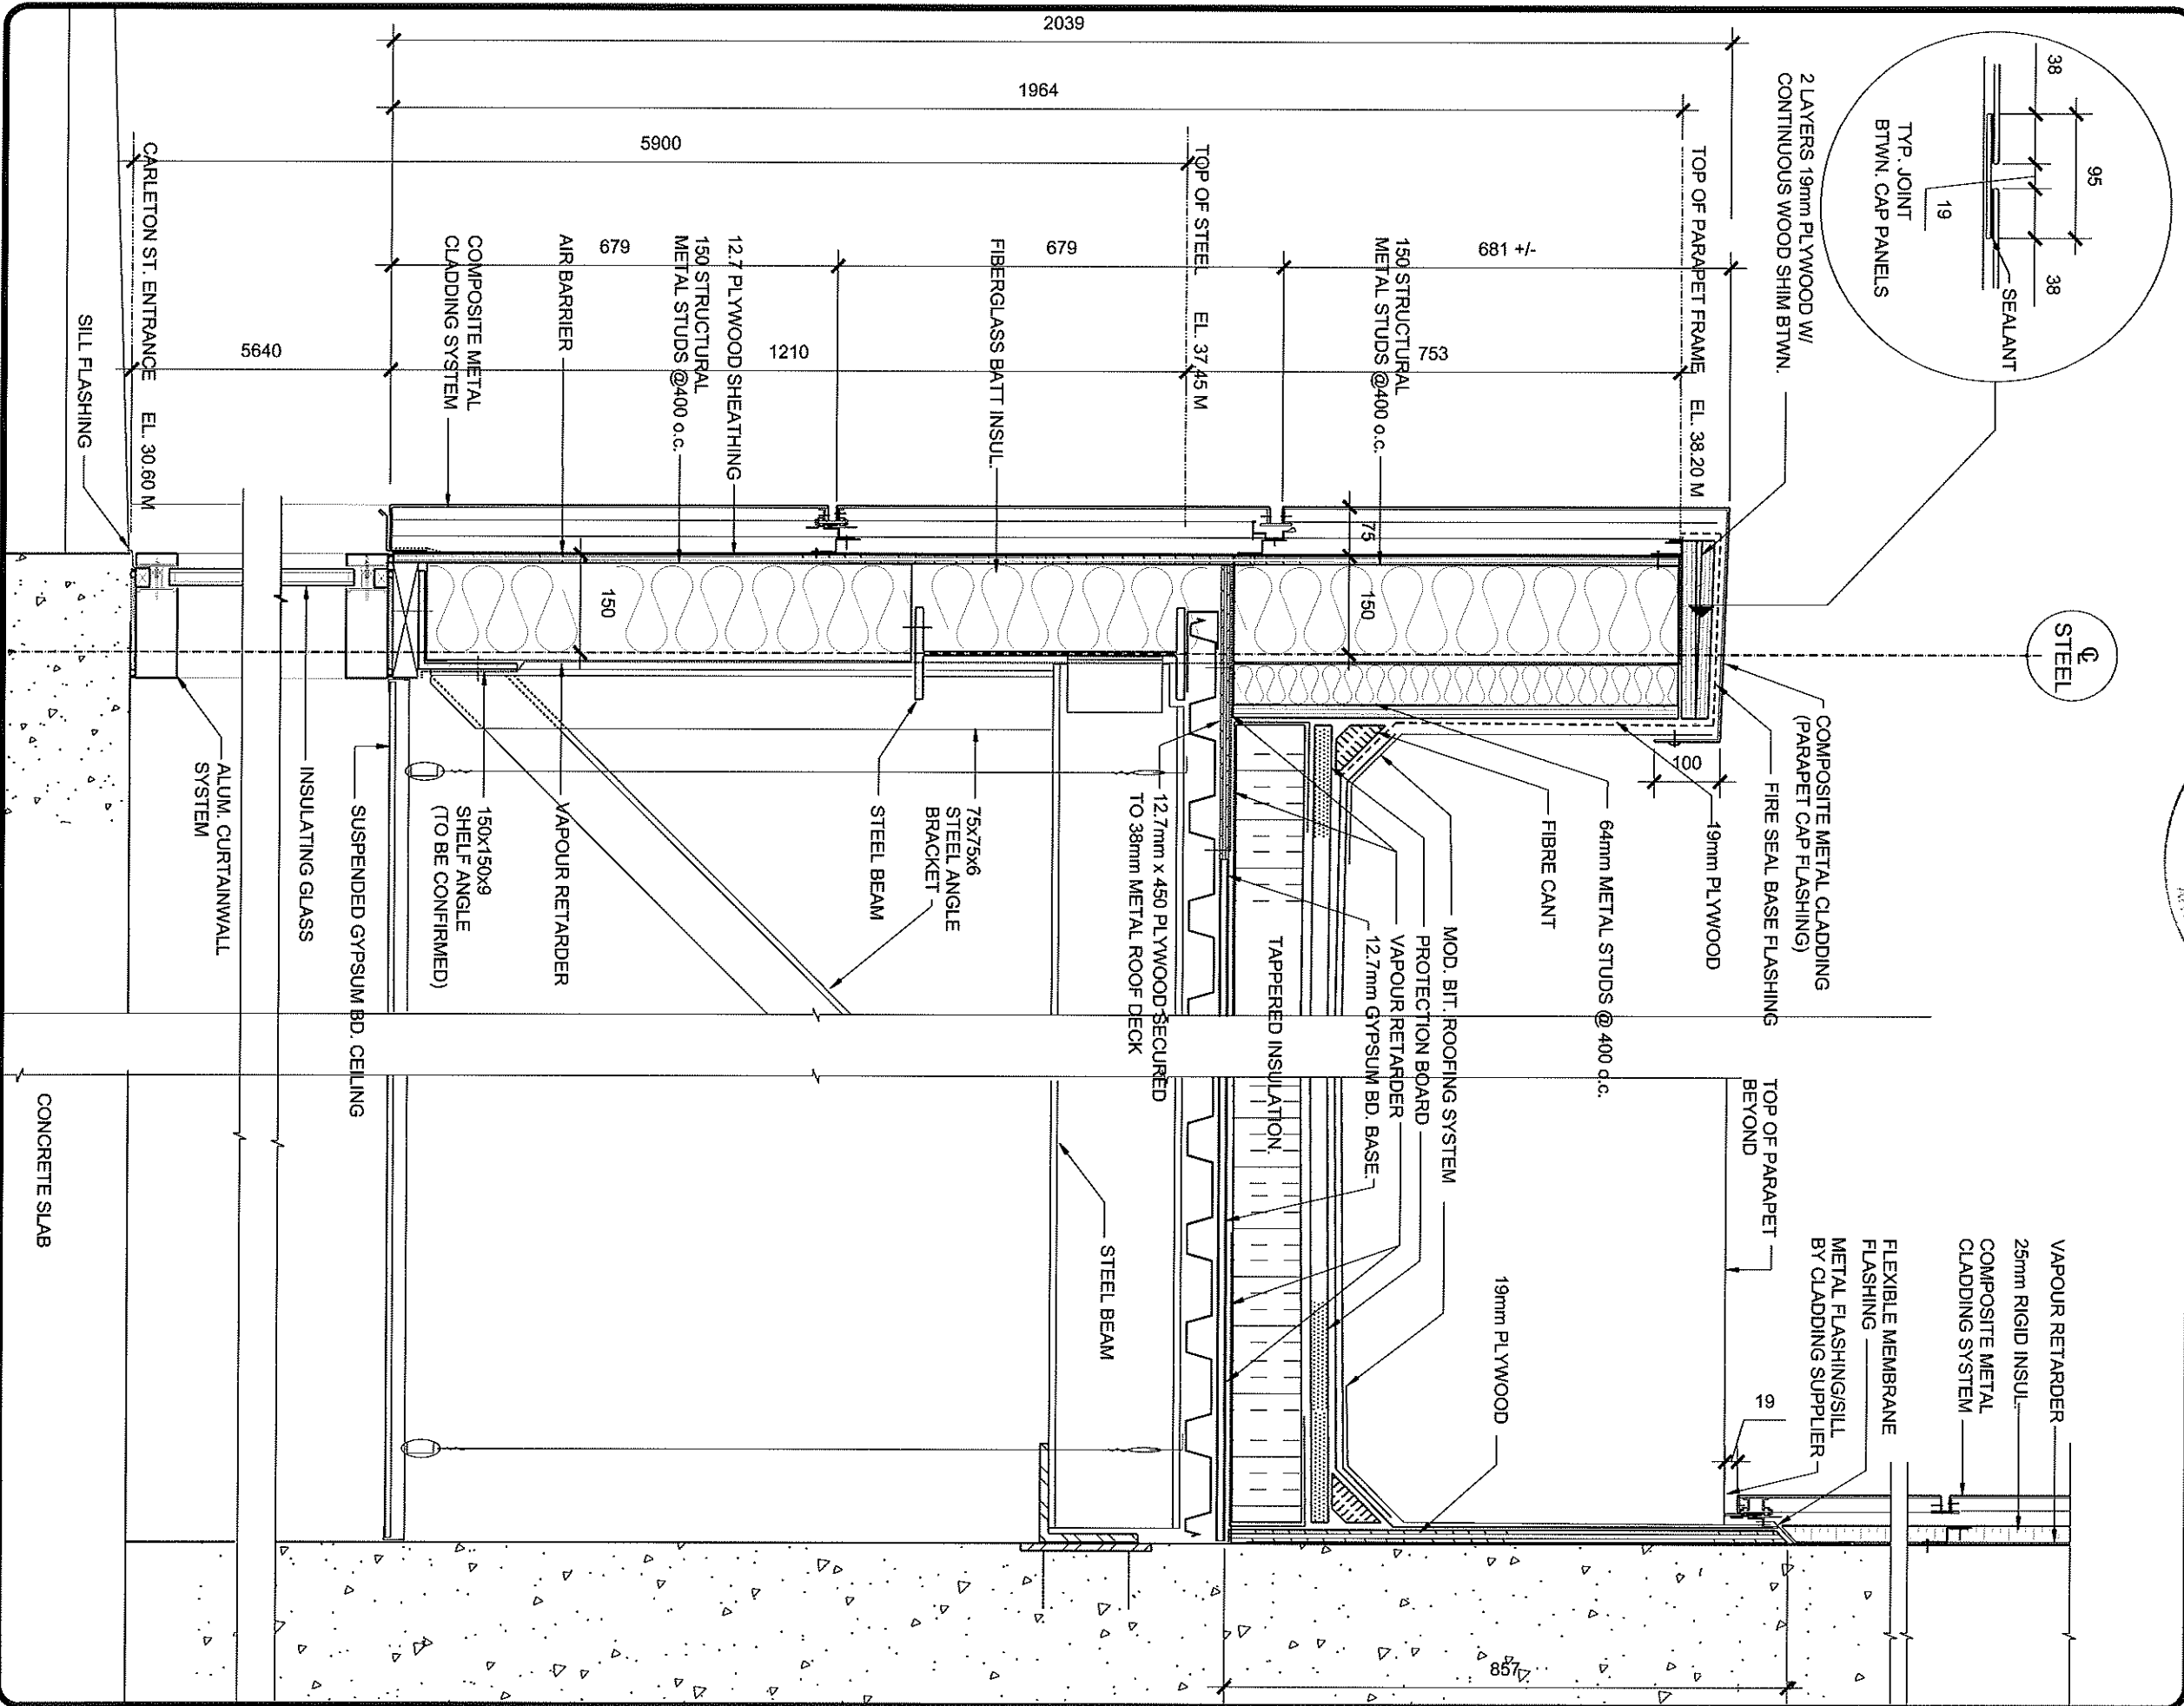 38
95
38
19
SEALANT
TYP. JOINT
BTWN. CAP PANELS
2 LAYERS 19mm PLYWOOD W/
CONTINUOUS WOOD SHIM BTWN.
℄
STEEL
COMPOSITE METAL CLADDING
(PARAPET CAP FLASHING)
FIRE SEAL BASE FLASHING
19mm PLYWOOD
100
64mm METAL STUDS @ 400 o.c.
FIBRE CANT
MOD. BIT. ROOFING SYSTEM
PROTECTION BOARD
VAPOUR RETARDER
12.7mm GYPSUM BD. BASE.
TAPPERED INSULATION.
12.7mm x 450 PLYWOOD SECURED
TO 38mm METAL ROOF DECK
75x75x6
STEEL ANGLE
BRACKET
STEEL BEAM
VAPOUR RETARDER
150x150x9
SHELF ANGLE
(TO BE CONFIRMED)
SUSPENDED GYPSUM BD. CEILING
INSULATING GLASS
ALUM. CURTAINWALL
SYSTEM
2039
1964
5900
TOP OF PARAPET FRAME EL. 38.20 M
681 +/-
753
150 STRUCTURAL
METAL STUDS @400 o.c.
75
150
TOP OF STEEL EL. 37.45 M
679
FIBERGLASS BATT INSUL.
1210
12.7 PLYWOOD SHEATHING
150 STRUCTURAL
METAL STUDS @400 o.c.
679
AIR BARRIER
COMPOSITE METAL
CLADDING SYSTEM
150
5640
CARLETON ST. ENTRANCE EL. 30.60 M
SILL FLASHING
VAPOUR RETARDER
25mm RIGID INSUL.
COMPOSITE METAL
CLADDING SYSTEM
FLEXIBLE MEMBRANE
FLASHING
METAL FLASHING/SILL
BY CLADDING SUPPLIER
19
TOP OF PARAPET
BEYOND
19mm PLYWOOD
STEEL BEAM
857
CONCRETE SLAB